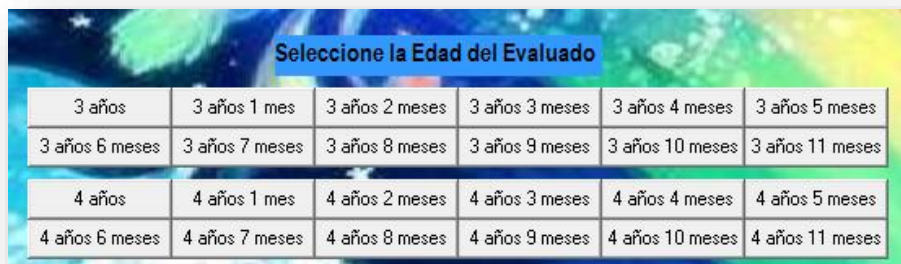 Seleccione la Edad del Evaluado
3 años 3 años 1 mes 3 años 2 meses 3 años 3 meses 3 años 4 meses 3 años 5 meses
3 años 6 meses 3 años 7 meses 3 años 8 meses 3 años 9 meses 3 años 10 meses 3 años 11 meses
4 años 4 años 1 mes 4 años 2 meses 4 años 3 meses 4 años 4 meses 4 años 5 meses
4 años 6 meses 4 años 7 meses 4 años 8 meses 4 años 9 meses 4 años 10 meses 4 años 11 meses